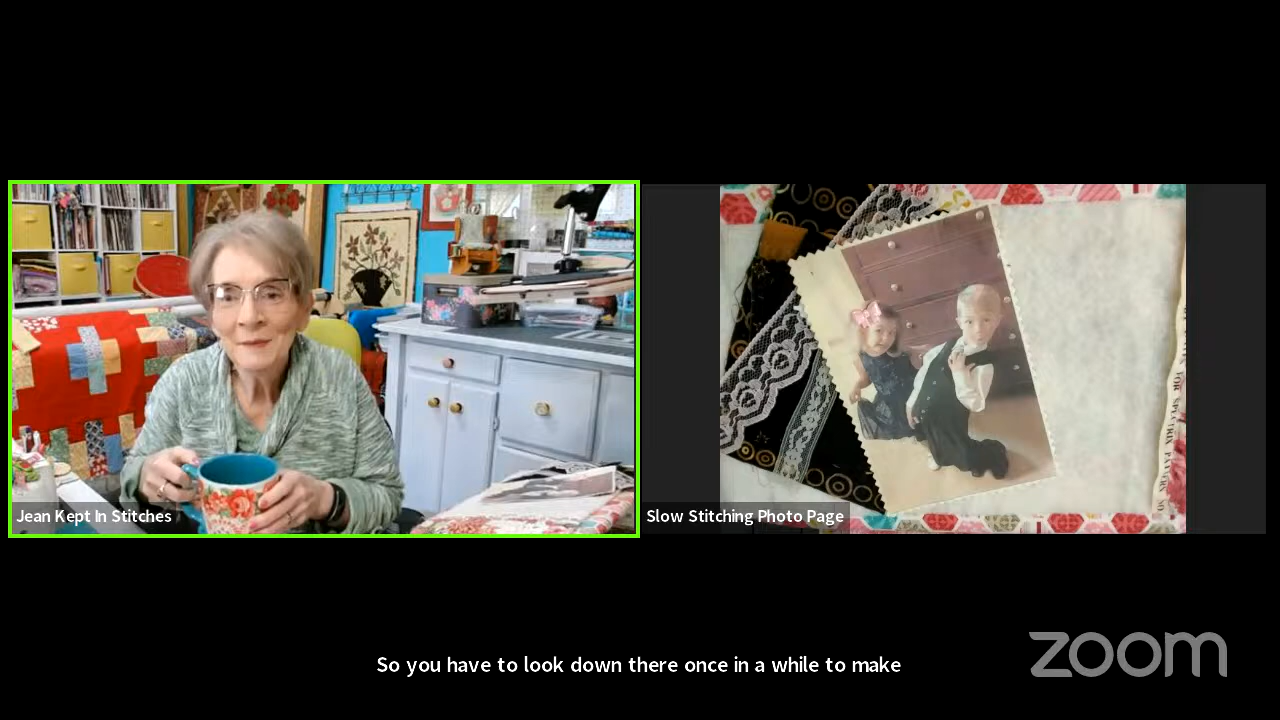 Jean Kept In Stitches
Slow Stitching Photo Page
So you have to look down there once in a while to make
zoom